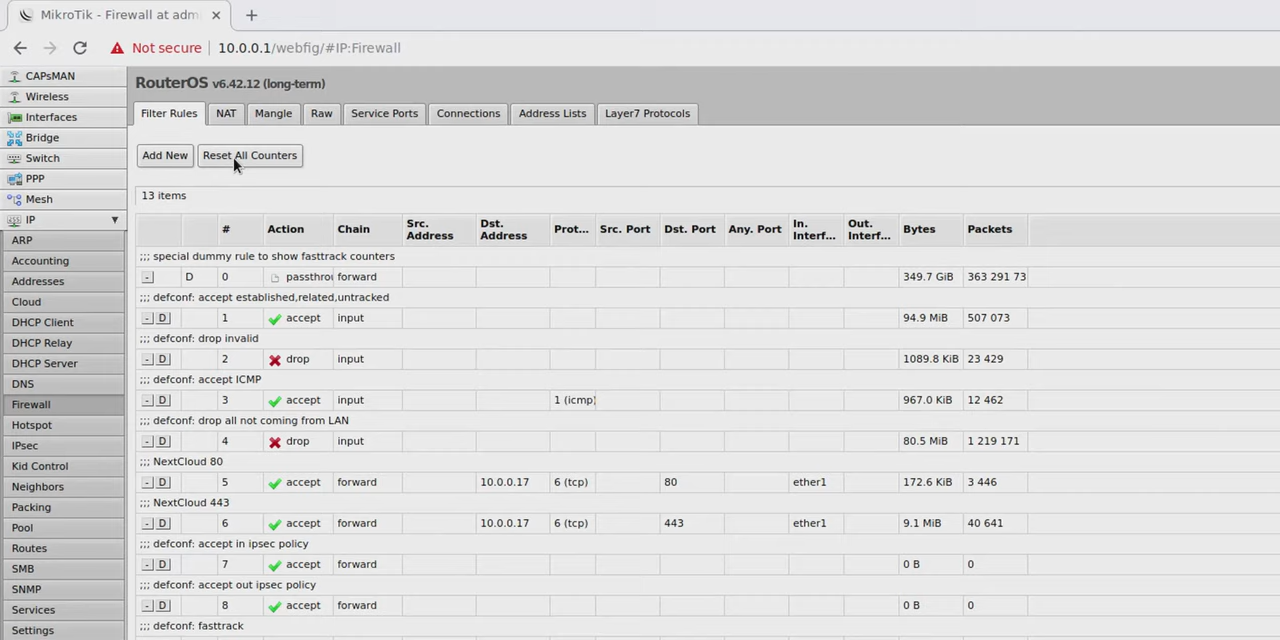 MikroTik - Firewall at adm
Not secure 10.0.0.1/webfig/#IP:Firewall
CAPsMAN
Wireless
Interfaces
Bridge
Switch
PPP
Mesh
IP
ARP
Accounting
Addresses
Cloud
DHCP Client
DHCP Relay
DHCP Server
DNS
Firewall
Hotspot
IPsec
Kid Control
Neighbors
Packing
Pool
Routes
SMB
SNMP
Services
Settings
RouterOS v6.42.12 (long-term)
Filter Rules NAT Mangle Raw Service Ports Connections Address Lists Layer7 Protocols
Add New Reset All Counters
13 items
# Action Chain Src. Address Dst. Address Prot... Src. Port Dst. Port Any. Port In. Interf... Out. Interf... Bytes Packets
;;; special dummy rule to show fasttrack counters
- D 0 passthrou forward 349.7 GiB 363 291 73
;;; defconf: accept established,related,untracked
- D 1 accept input 94.9 MiB 507 073
;;; defconf: drop invalid
- D 2 drop input 1089.8 KiB 23 429
;;; defconf: accept ICMP
- D 3 accept input 1 (icmp) 967.0 KiB 12 462
;;; defconf: drop all not coming from LAN
- D 4 drop input 80.5 MiB 1 219 171
;;; NextCloud 80
- D 5 accept forward 10.0.0.17 6 (tcp) 80 ether1 172.6 KiB 3 446
;;; NextCloud 443
- D 6 accept forward 10.0.0.17 6 (tcp) 443 ether1 9.1 MiB 40 641
;;; defconf: accept in ipsec policy
- D 7 accept forward 0 B 0
;;; defconf: accept out ipsec policy
- D 8 accept forward 0 B 0
;;; defconf: fasttrack